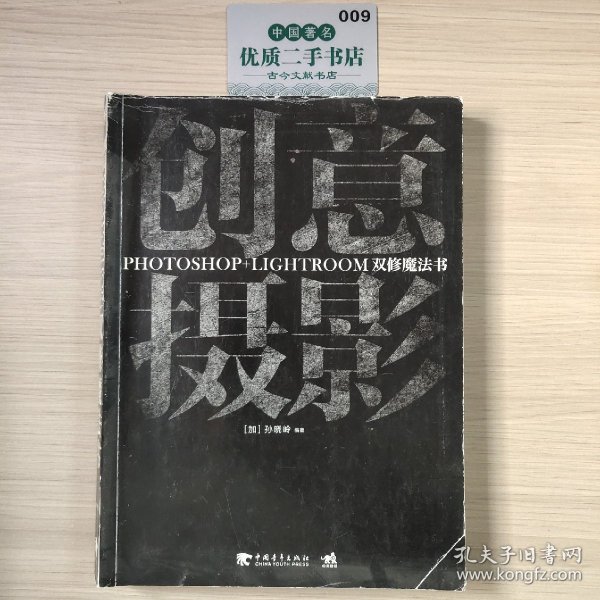 009
中国著名
优质二手书店
古今文献书店
创意
PHOTOSHOP+LIGHTROOM 双修魔法书
摄影
[加] 孙晓岭 编著
中国青年出版社
CHINA YOUTH PRESS
孔夫子旧书网
www.kongfz.com